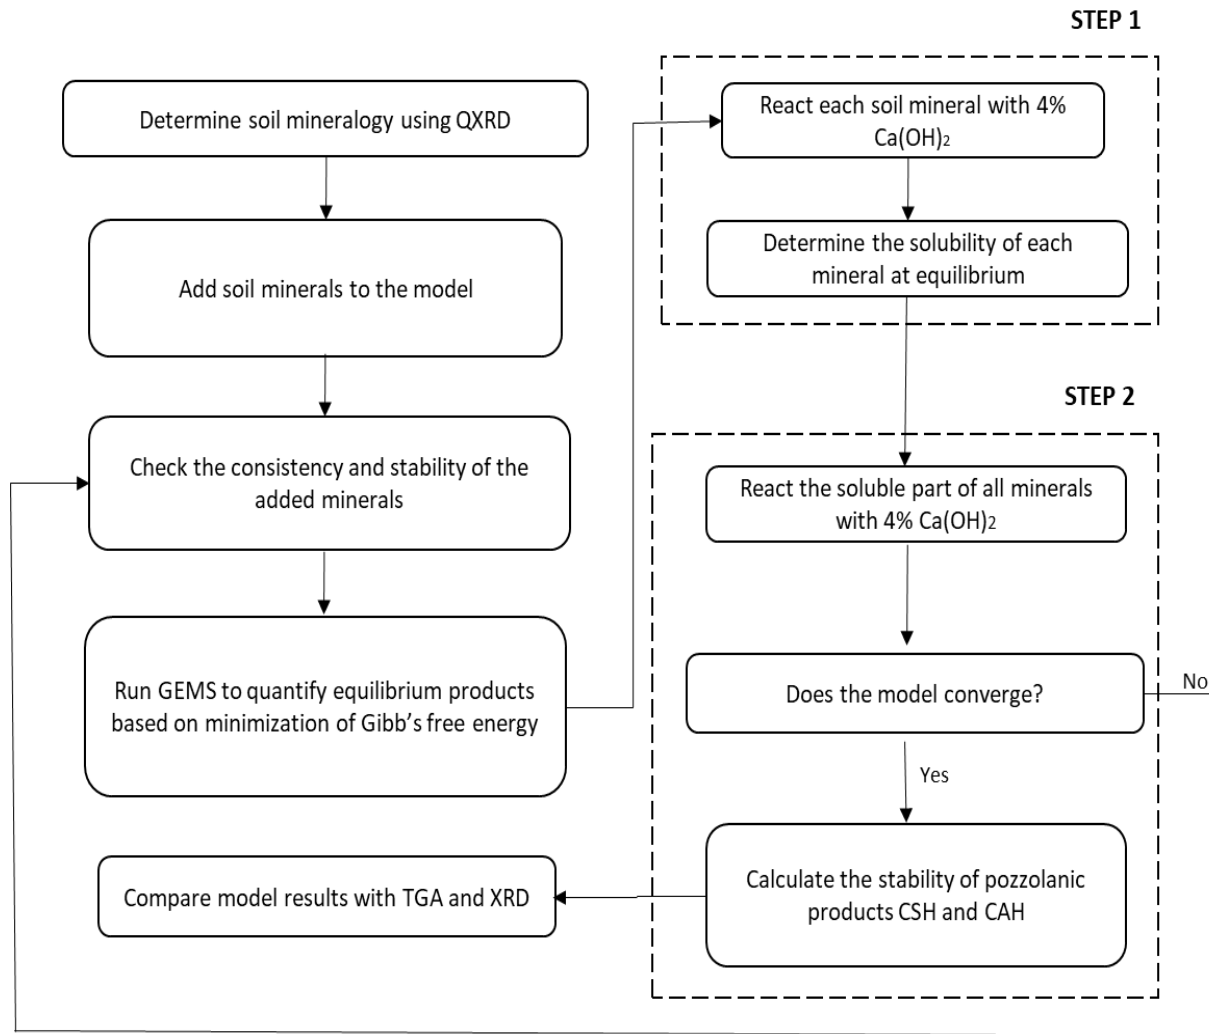 Determine soil mineralogy using QXRD
Add soil minerals to the model
Check the consistency and stability of the
added minerals
Run GEMS to quantify equilibrium products
based on minimization of Gibb’s free energy
STEP 1
React each soil mineral with 4%
Ca(OH)₂
Determine the solubility of each
mineral at equilibrium
STEP 2
React the soluble part of all minerals
with 4% Ca(OH)₂
Does the model converge?
No
Yes
Calculate the stability of pozzolanic
products CSH and CAH
Compare model results with TGA and XRD